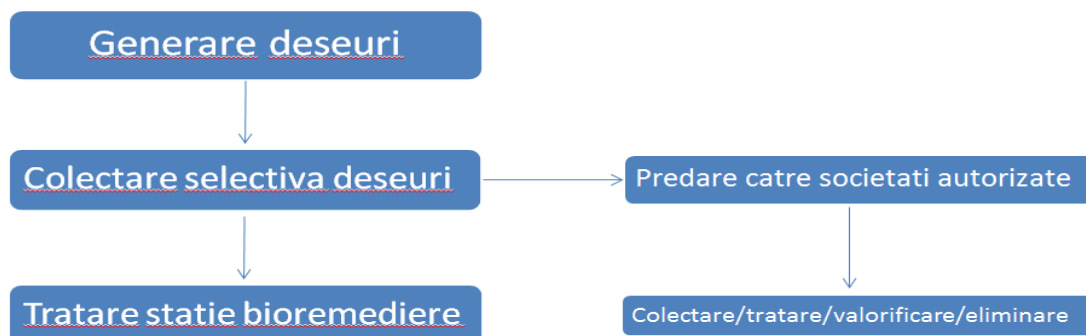 Generare deseuri
Colectare selectiva deseuri
Predare catre societati autorizate
Tratare statie bioremediere
Colectare/tratare/valorificare/eliminare